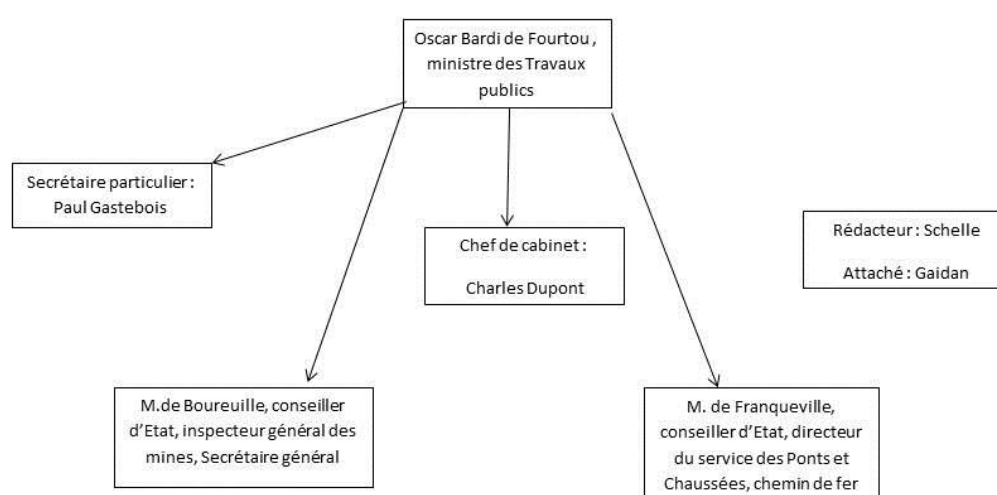 Oscar Bardi de Fourtou ,
ministre des Travaux
publics
Secrétaire particulier :
Paul Gastebois
Chef de cabinet :
Charles Dupont
Rédacteur : Schelle
Attaché : Gaidan
M.de Boureuille, conseiller
d’Etat, inspecteur général des
mines, Secrétaire général
M. de Franqueville,
conseiller d’Etat, directeur
du service des Ponts et
Chaussées, chemin de fer